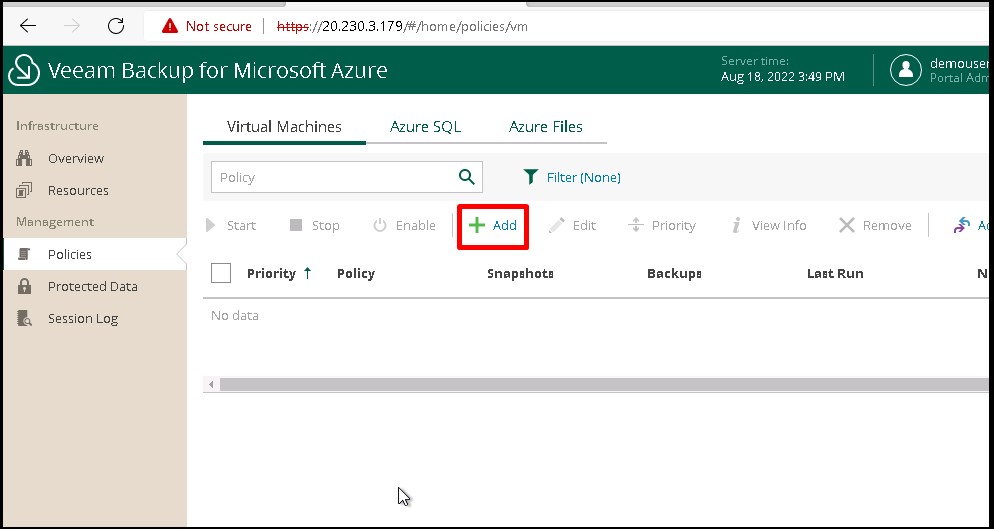 Not secure https://20.230.3.179/#/home/policies/vm
Veeam Backup for Microsoft Azure
Server time:
Aug 18, 2022 3:49 PM
demouser
Portal Adm
Infrastructure
Overview
Resources
Management
Policies
Protected Data
Session Log
Virtual Machines Azure SQL Azure Files
Policy Filter (None)
Start Stop Enable Add Edit Priority View Info Remove
Priority Policy Snapshots Backups Last Run
No data